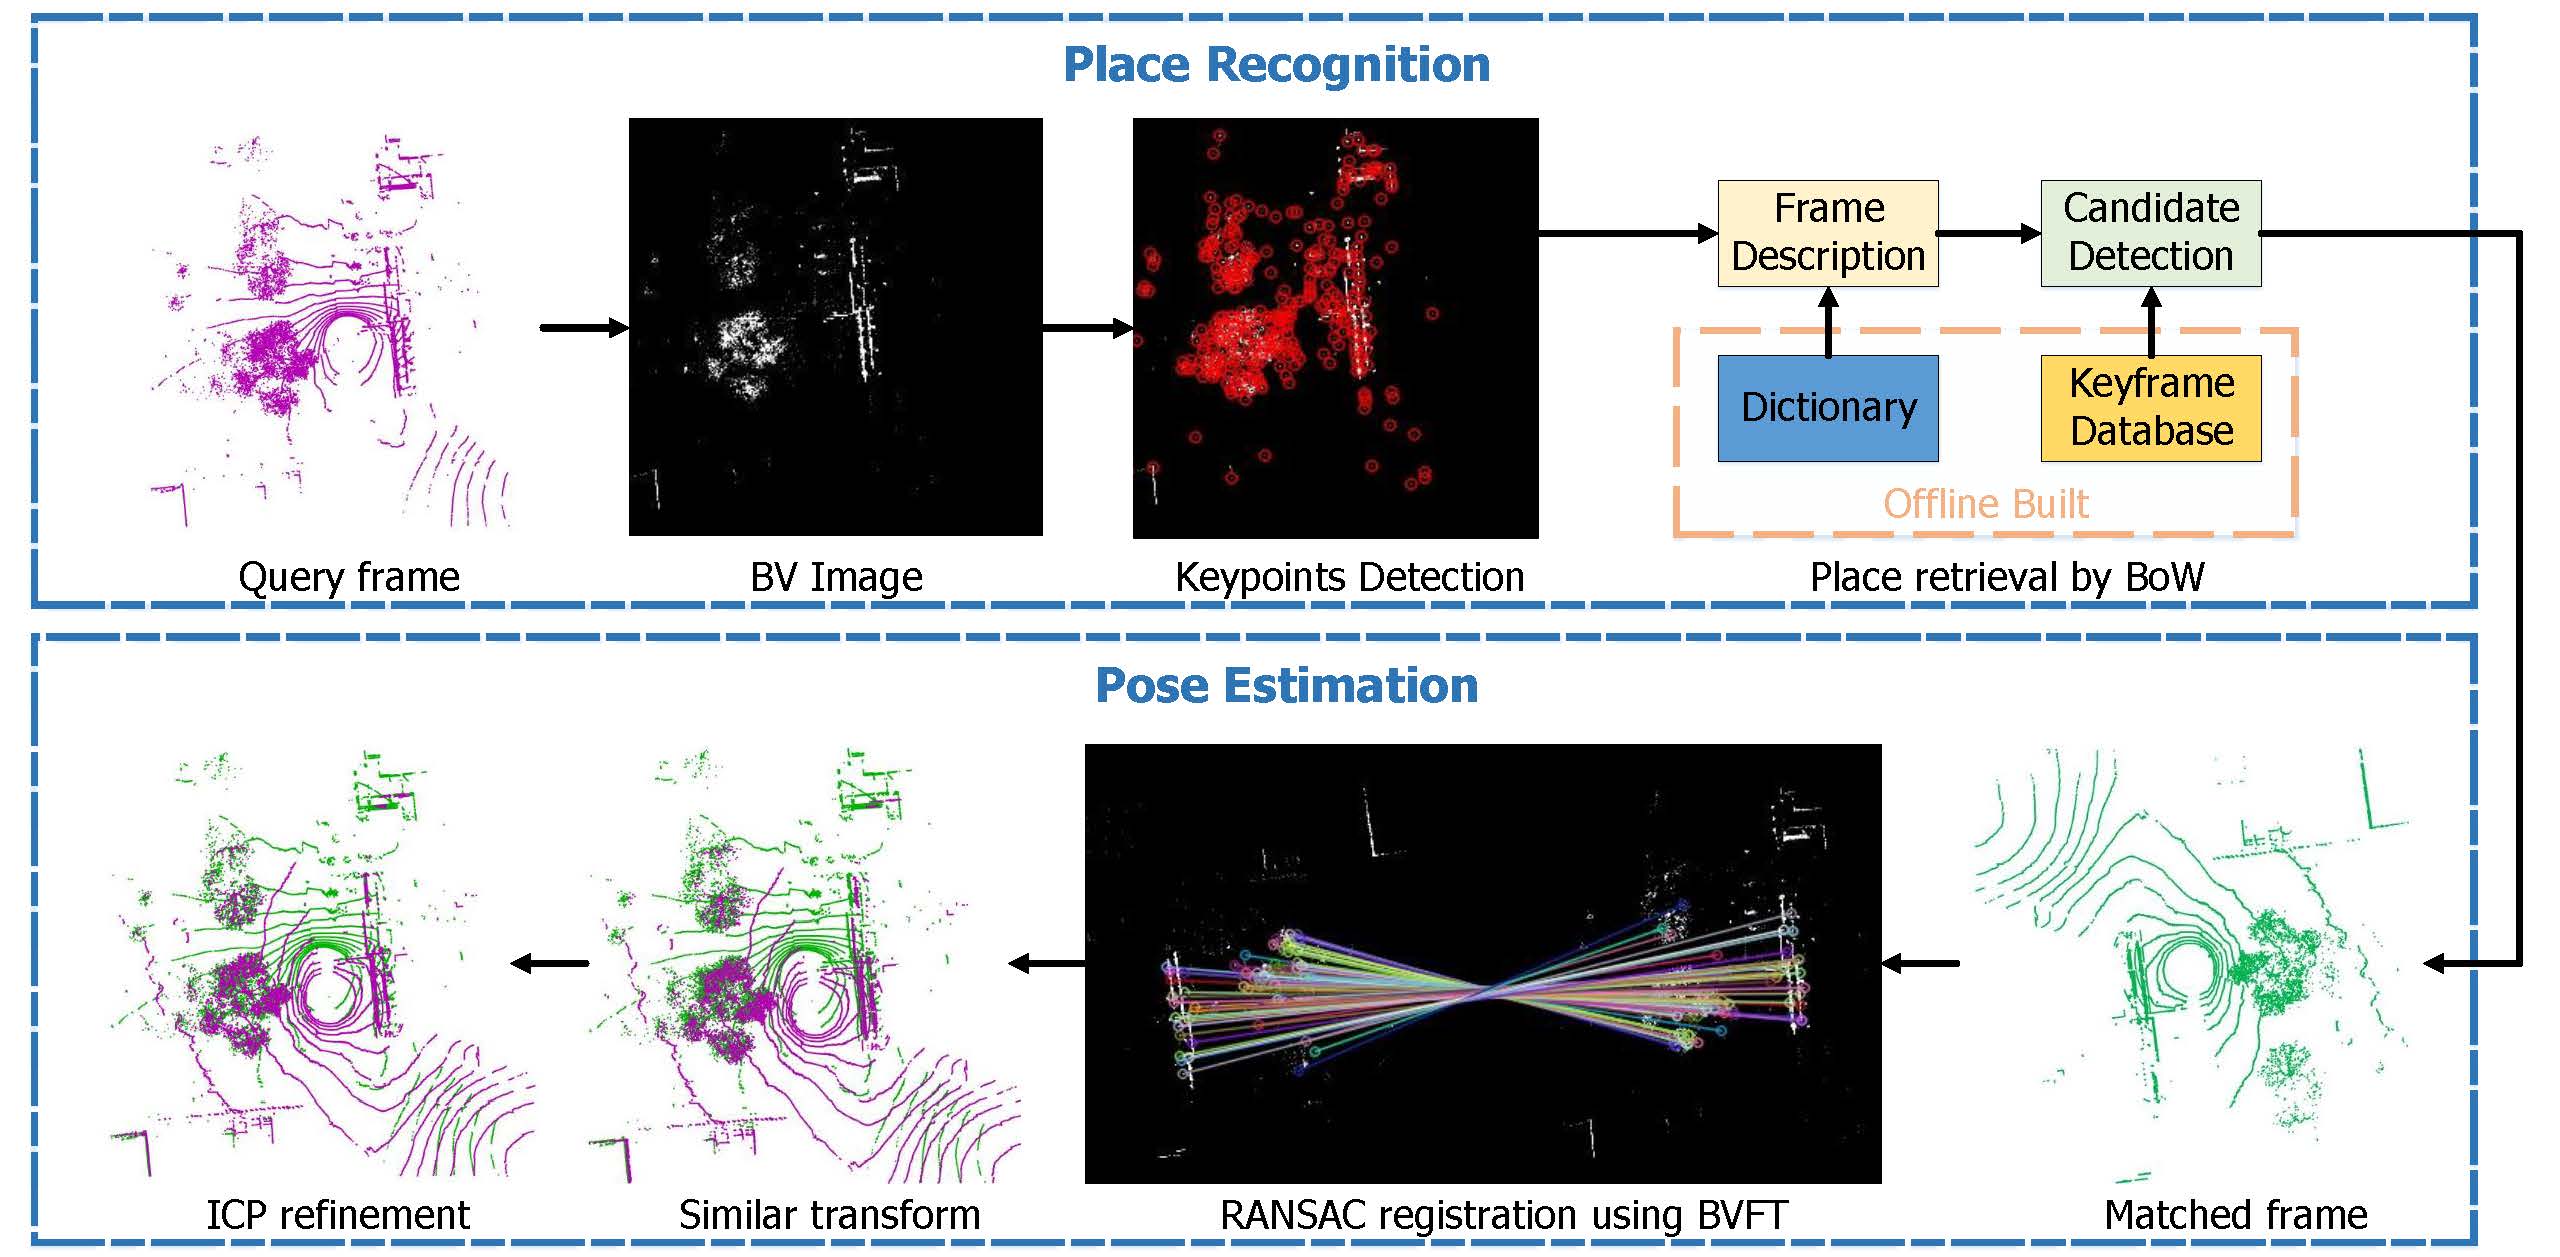 Place Recognition
Frame
Description
Candidate
Detection
Dictionary
Keyframe
Database
Offline Built
Query frame
BV Image
Keypoints Detection
Place retrieval by BoW
Pose Estimation
ICP refinement
Similar transform
RANSAC registration using BVFT
Matched frame